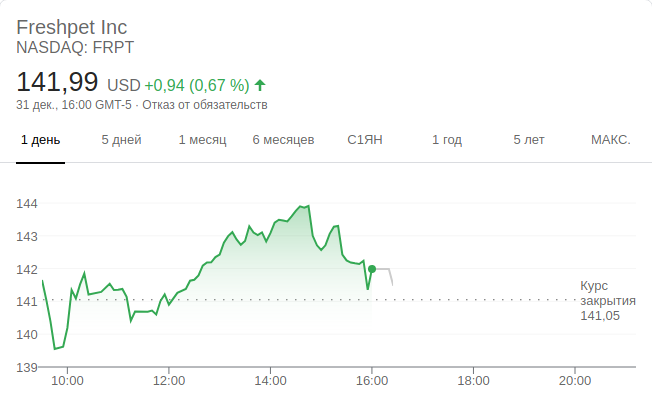 Freshpet Inc
NASDAQ: FRPT
141,99 USD +0,94 (0,67 %)
31 дек., 16:00 GMT-5 · Отказ от обязательств
1 день 5 дней 1 месяц 6 месяцев С1ЯН 1 год 5 лет МАКС.
144
143
142
141
140
139
Курс
закрытия
141,05
10:00 12:00 14:00 16:00 18:00 20:00